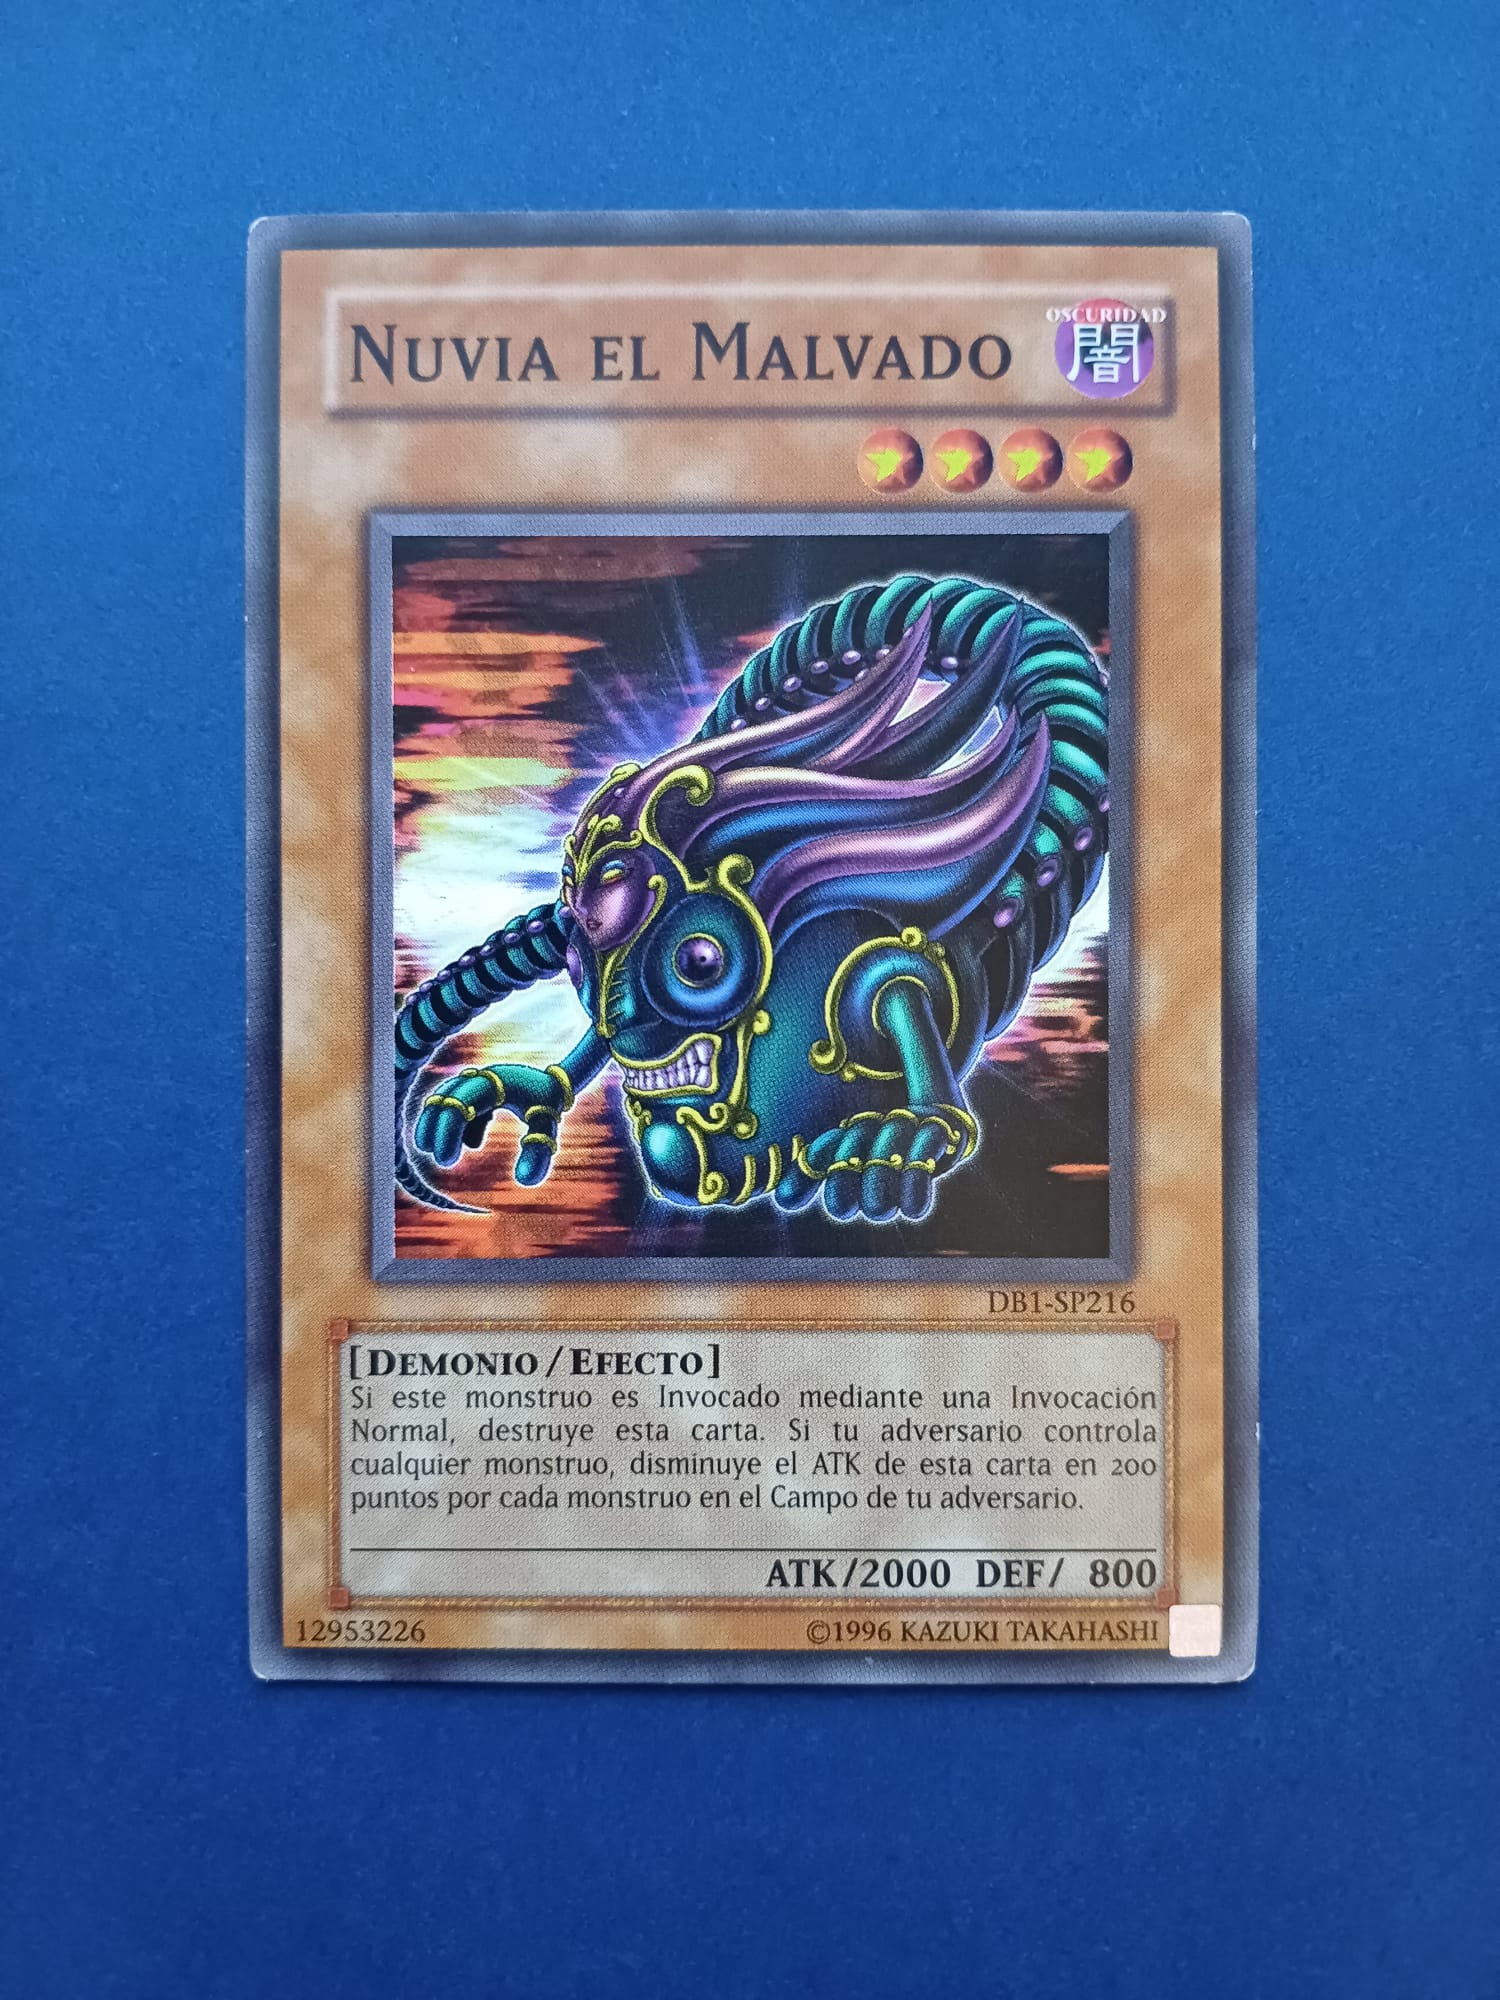 NUVIA EL MALVADO
OSCURIDAD
闇
DB1-SP216
[DEMONIO/EFECTO]
Si este monstruo es Invocado mediante una Invocación
Normal, destruye esta carta. Si tu adversario controla
cualquier monstruo, disminuye el ATK de esta carta en 200
puntos por cada monstruo en el Campo de tu adversario.
ATK/2000 DEF/ 800
12953226
©1996 KAZUKI TAKAHASHI